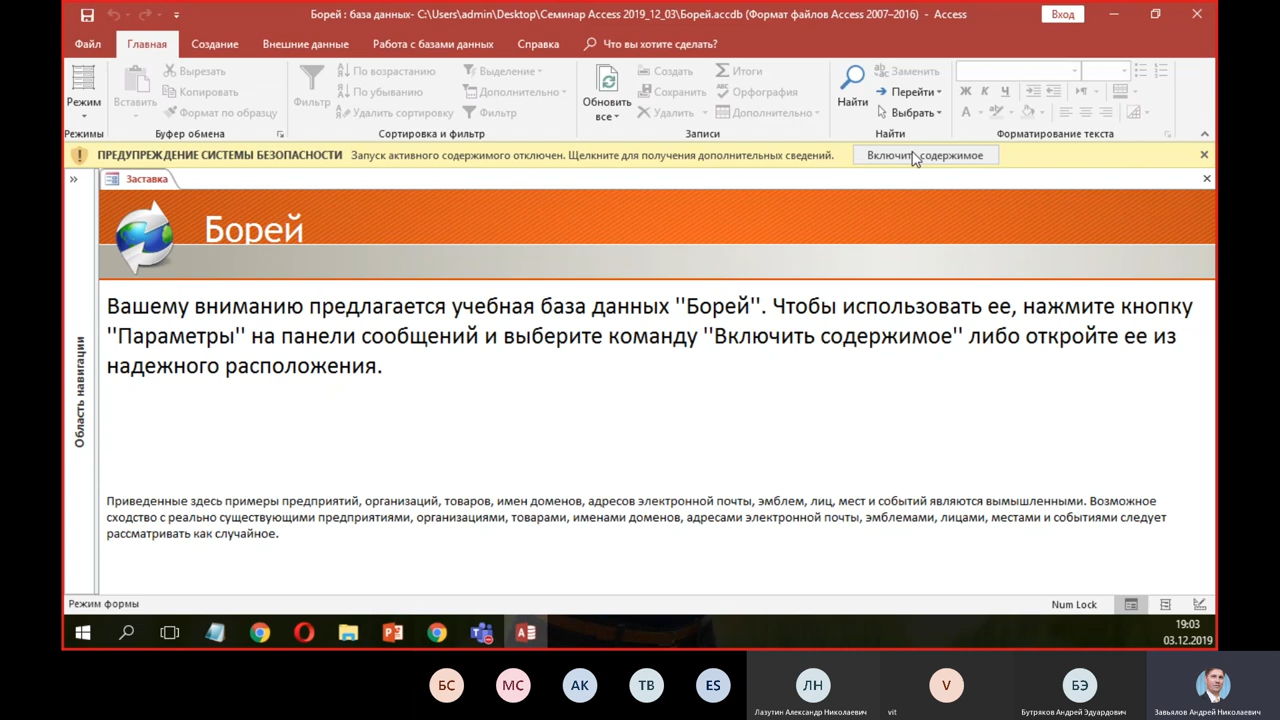 Борей : база данных- C:\Users\admin\Desktop\Семинар Access 2019_12_03\Борей.accdb (Формат файлов Access 2007–2016) - Access
Вход
Файл
Главная
Создание
Внешние данные
Работа с базами данных
Справка
Что вы хотите сделать?
Режим
Режимы
Вставить
Вырезать
Копировать
Формат по образцу
Буфер обмена
Фильтр
По возрастанию
По убыванию
Удалить сортировку
Выделение
Дополнительно
Фильтр
Сортировка и фильтр
Обновить
все
Создать
Сохранить
Удалить
Итоги
Орфография
Дополнительно
Записи
Найти
Заменить
Перейти
Выбрать
Найти
Ж К Ч
Форматирование текста
ПРЕДУПРЕЖДЕНИЕ СИСТЕМЫ БЕЗОПАСНОСТИ Запуск активного содержимого отключен. Щелкните для получения дополнительных сведений.
Включить содержимое
Заставка
Область навигации
Борей
Вашему вниманию предлагается учебная база данных "Борей". Чтобы использовать ее, нажмите кнопку
"Параметры" на панели сообщений и выберите команду "Включить содержимое" либо откройте ее из
надежного расположения.
Приведенные здесь примеры предприятий, организаций, товаров, имен доменов, адресов электронной почты, эмблем, лиц, мест и событий являются вымышленными. Возможное
сходство с реально существующими предприятиями, организациями, товарами, именами доменов, адресами электронной почты, эмблемами, лицами, местами и событиями следует
рассматривать как случайное.
Режим формы
Num Lock
19:03
03.12.2019
БС
МС
АК
ТВ
ES
ЛН
V
БЭ
Лазутин Александр Николаевич
vit
Бутряков Андрей Эдуардович
Завьялов Андрей Николаевич